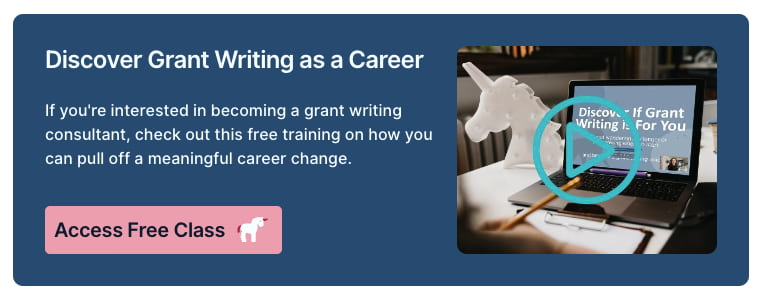 Discover Grant Writing as a Career
If you're interested in becoming a grant writing
consultant, check out this free training on how you
can pull off a meaningful career change.
Access Free Class
Discover If Grant
Writing is For You